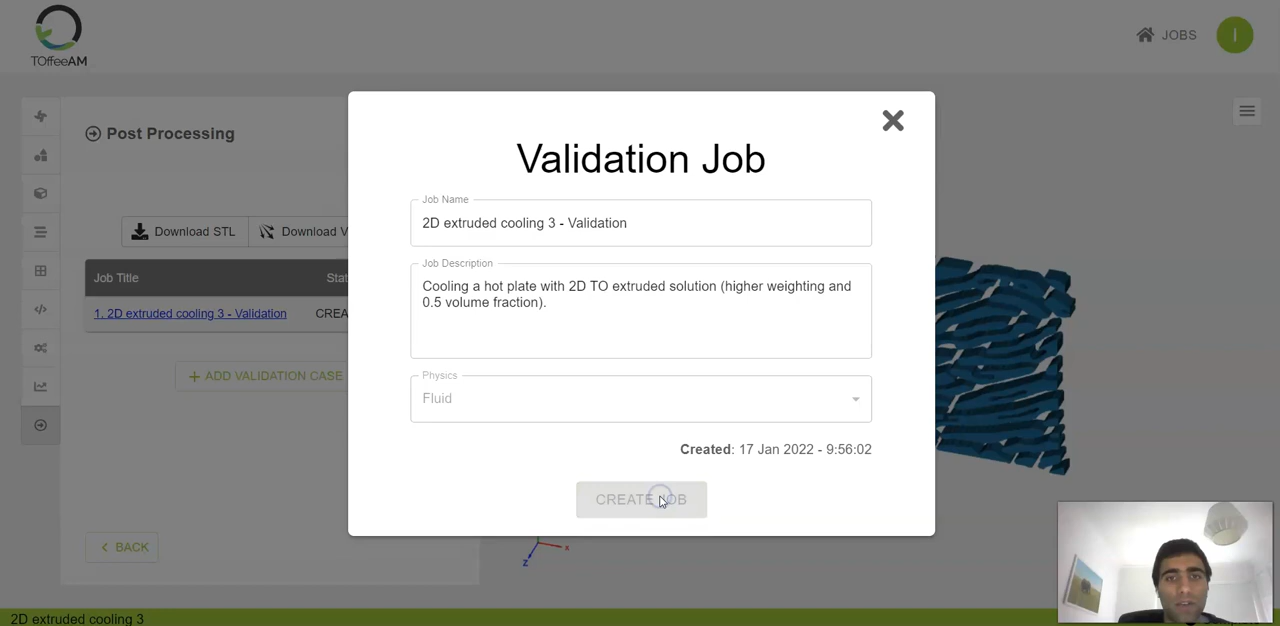 TOffeeAM
JOBS
I
Post Processing
Download STL
Download V
Job Title
Stat
1. 2D extruded cooling 3 - Validation
CREA
+ ADD VALIDATION CASE
BACK
Validation Job
Job Name
2D extruded cooling 3 - Validation
Job Description
Cooling a hot plate with 2D TO extruded solution (higher weighting and
0.5 volume fraction).
Physics
Fluid
Created: 17 Jan 2022 - 9:56:02
CREATE JOB
x
z
2D extruded cooling 3